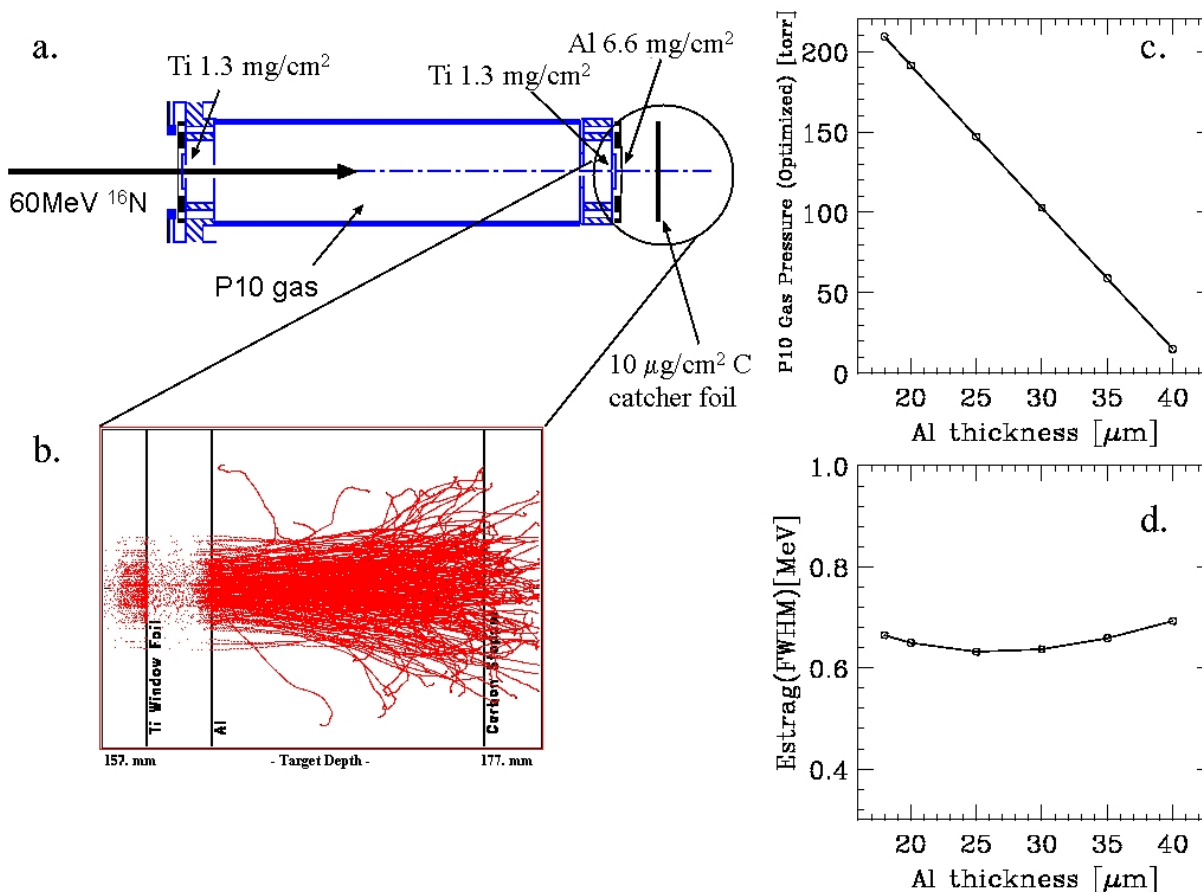 a.
Ti 1.3 mg/cm²
Ti 1.3 mg/cm²
Al 6.6 mg/cm²
60MeV ¹⁶N
P10 gas
10 μg/cm² C
catcher foil
b.
Ti Window Foil
Al
Carbon Stopper
157. mm
- Target Depth -
177. mm
c.
P10 Gas Pressure (Optimized) [torr]
200
150
100
50
0
20 25 30 35 40
Al thickness [μm]
d.
Estrag(FWHM)[MeV]
1.0
0.8
0.6
0.4
20 25 30 35 40
Al thickness [μm]